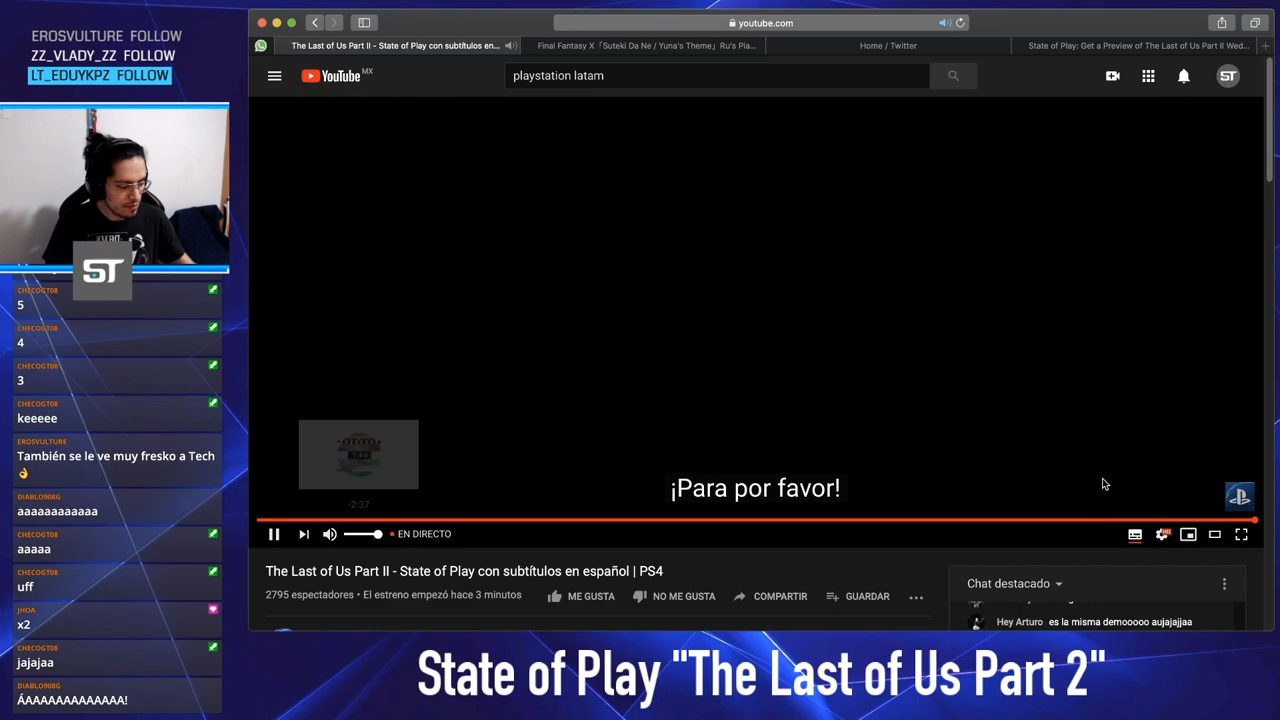 EROSVULTURE FOLLOW
ZZ_VLADY_ZZ FOLLOW
LT_EDUYKPZ FOLLOW
ST
CHECOGT08
5
CHECOGT08
4
CHECOGT08
3
CHECOGT08
keeeee
EROSVULTURE
También se le ve muy fresko a Tech
👌
DIABLO908G
aaaaaaaaaaaa
CHECOGT08
aaaaa
CHECOGT08
uff
JHOA
x2
CHECOGT08
jajajaa
DIABLO908G
ÁAAAAAAAAAAAAA!
youtube.com
The Last of Us Part II - State of Play con subtítulos en...
Final Fantasy X「Suteki Da Ne / Yuna's Theme」Ru's Pia...
Home / Twitter
State of Play: Get a Preview of The Last of Us Part II Wed...
YouTube MX
playstation latam
ST
-2:37
¡Para por favor!
EN DIRECTO
HD
The Last of Us Part II - State of Play con subtítulos en español | PS4
2795 espectadores • El estreno empezó hace 3 minutos
ME GUSTA
NO ME GUSTA
COMPARTIR
GUARDAR
Chat destacado
Hey Arturo es la misma demooooo aujajajjaa
State of Play "The Last of Us Part 2"